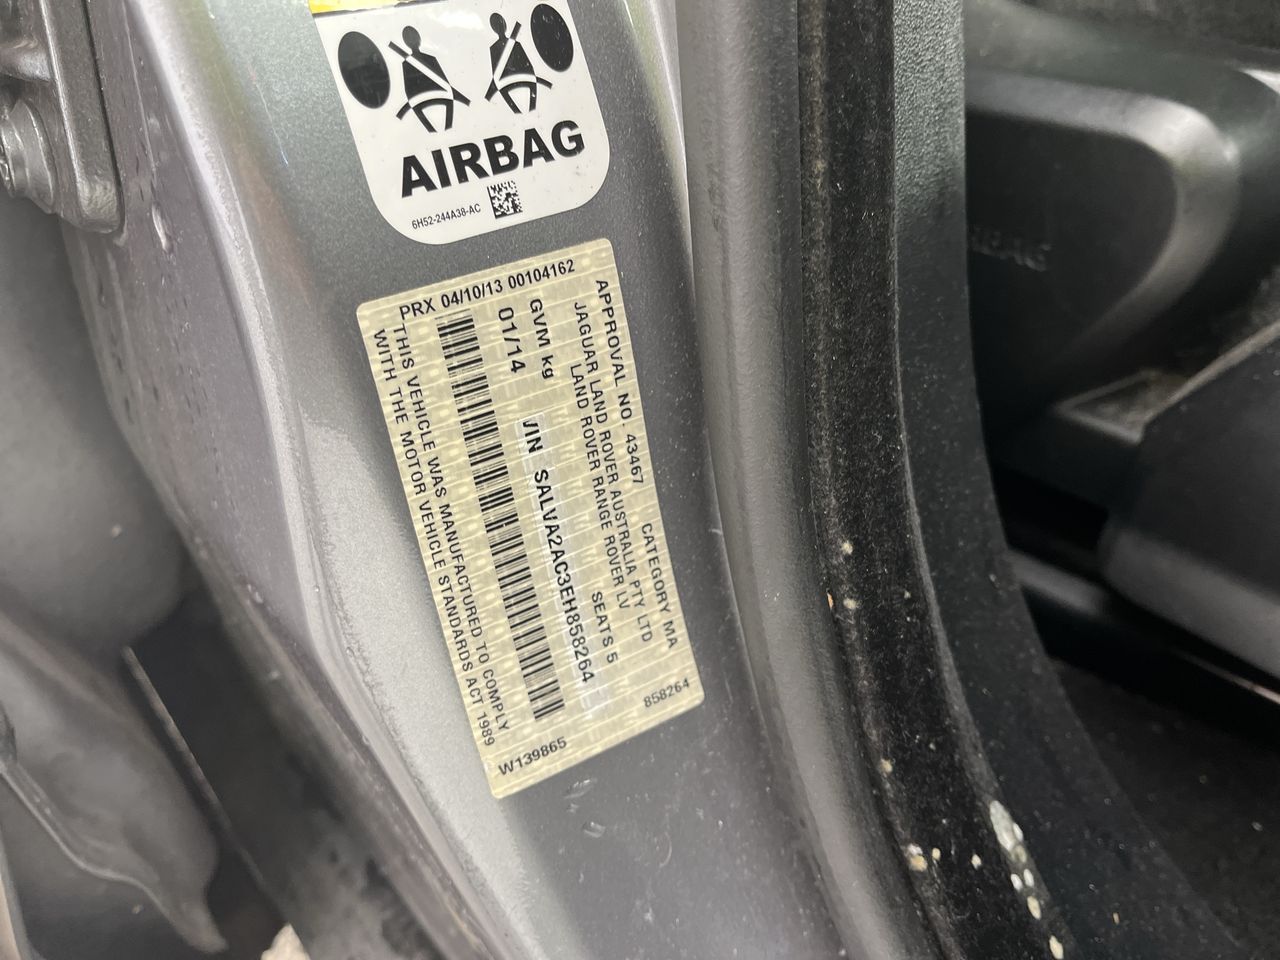 AIRBAG
6H52-244A38-AC
PRX 04/10/13 00104162
APPROVAL NO. 43467 CATEGORY MA
JAGUAR LAND ROVER AUSTRALIA PTY LTD
LAND ROVER RANGE ROVER LV
GVM kg SEATS 5
01/14 VIN SALVA2AC3EH858264
THIS VEHICLE WAS MANUFACTURED TO COMPLY
WITH THE MOTOR VEHICLE STANDARDS ACT 1989
W139865
858264